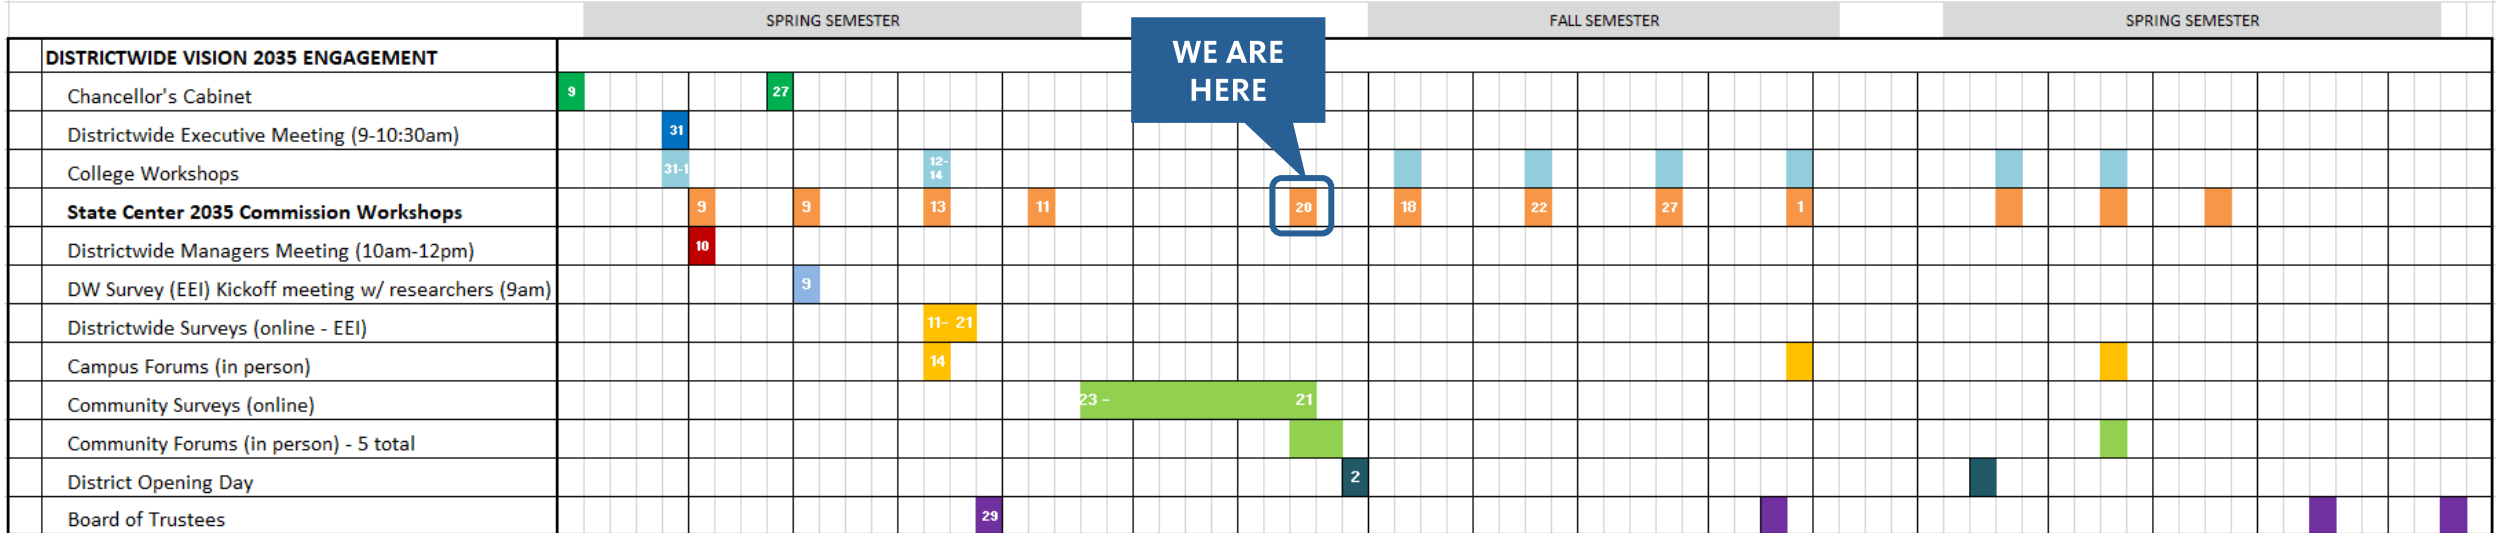 SPRING SEMESTER FALL SEMESTER SPRING SEMESTER
WE ARE
HERE
DISTRICTWIDE VISION 2035 ENGAGEMENT
Chancellor's Cabinet 9 27
Districtwide Executive Meeting (9-10:30am) 31
College Workshops 31-1 12-
14
State Center 2035 Commission Workshops 9 9 13 11 20 18 22 27 1
Districtwide Managers Meeting (10am-12pm) 10
DW Survey (EEI) Kickoff meeting w/ researchers (9am) 9
Districtwide Surveys (online - EEI) 11- 21
Campus Forums (in person) 14
Community Surveys (online) 23 - 21
Community Forums (in person) - 5 total
District Opening Day 2
Board of Trustees 29